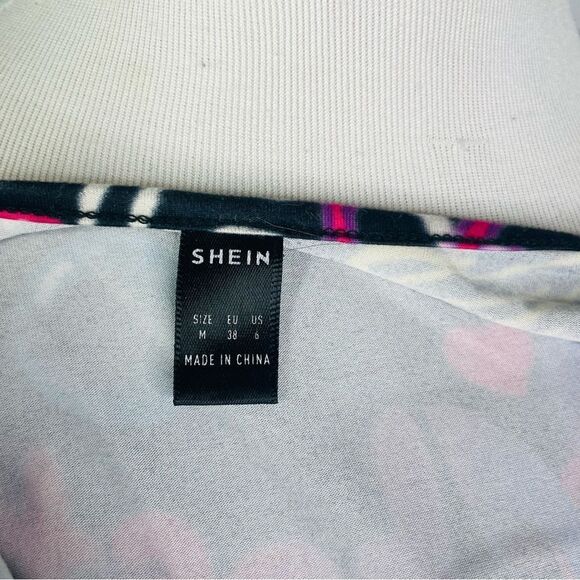 SHEIN
SIZE EU US
M 38 6
MADE IN CHINA